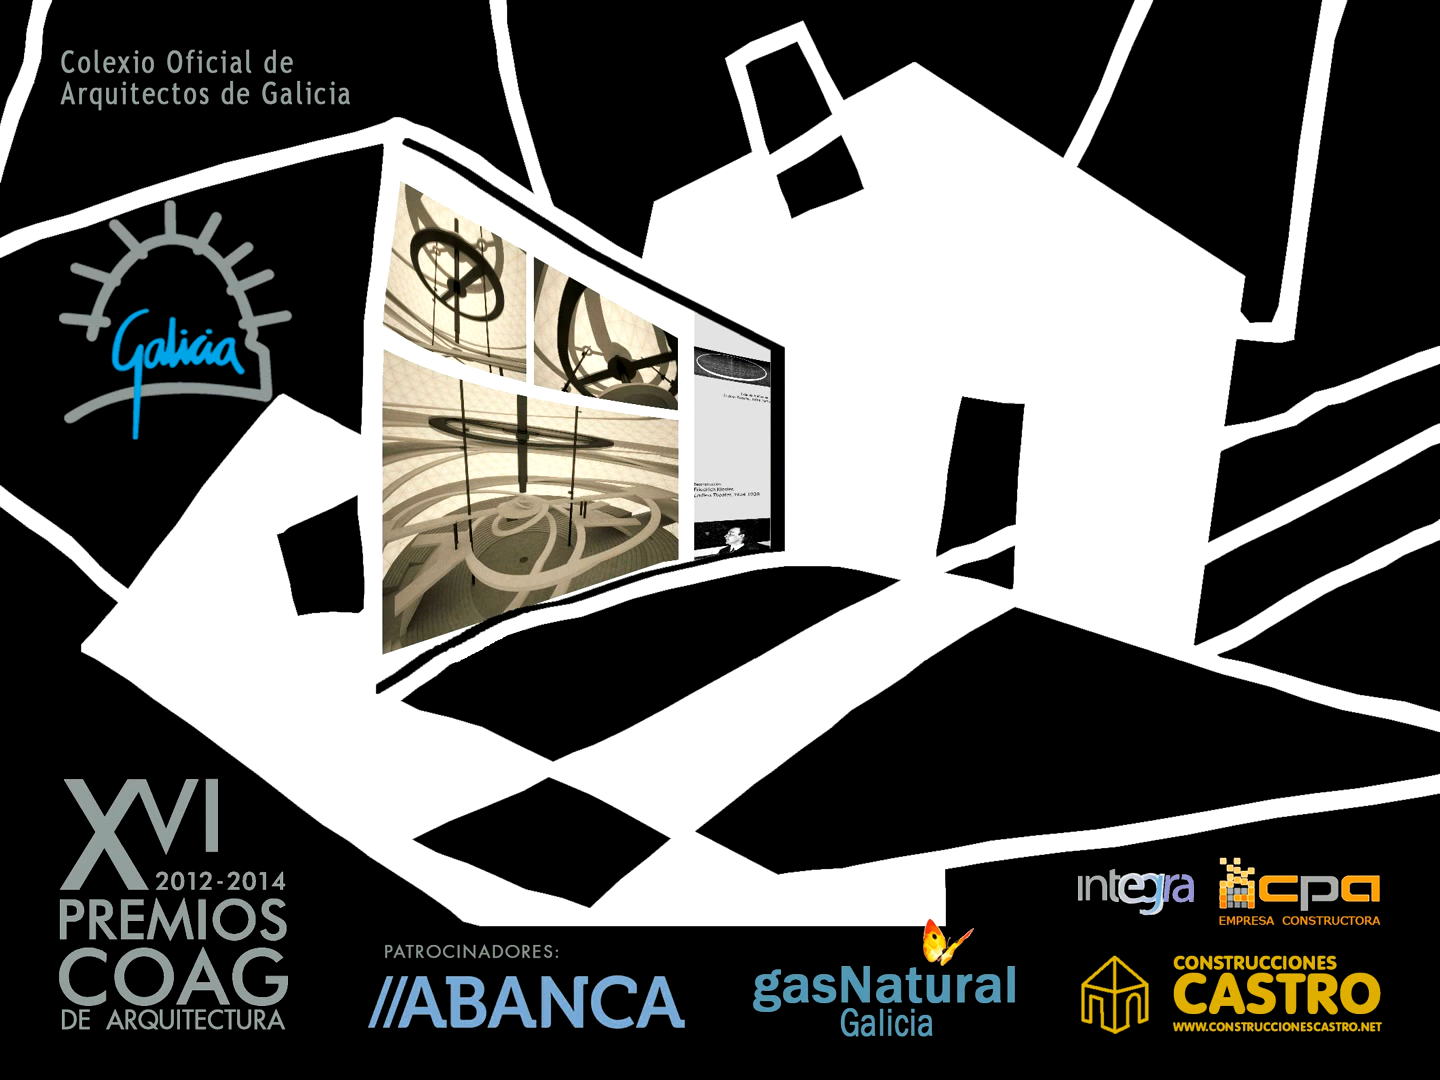 Colexio Oficial de
Arquitectos de Galicia
Galicia
XVI
2012-2014
PREMIOS
COAG
DE ARQUITECTURA
PATROCINADORES:
//ABANCA
gasNatural
Galicia
integra
cpa
EMPRESA CONSTRUCTORA
CONSTRUCCIONES
CASTRO
WWW.CONSTRUCCIONESCASTRO.NET